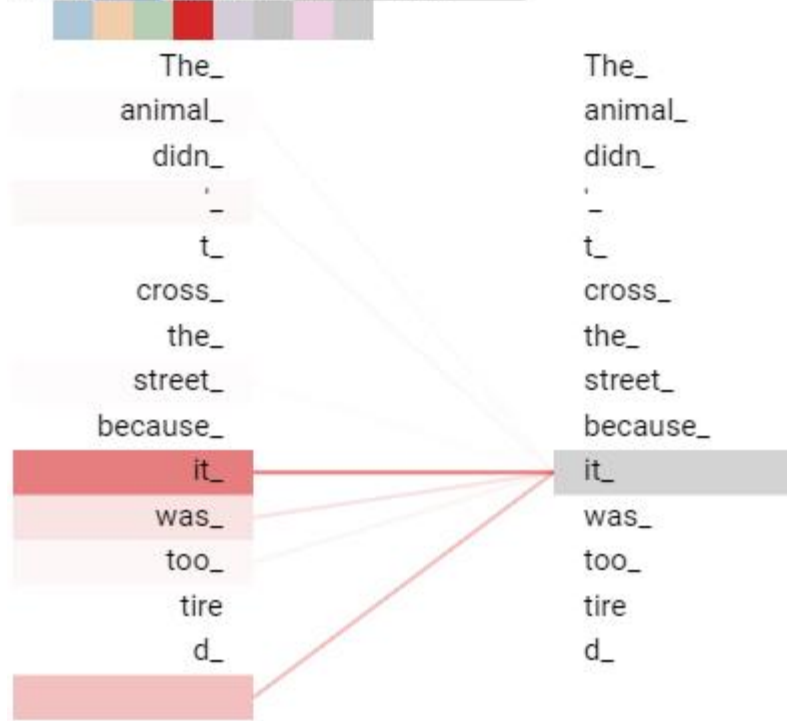 The_ The_
animal_ animal_
didn_ didn_
'_ '_
t_ t_
cross_ cross_
the_ the_
street_ street_
because_ because_
it_ it_
was_ was_
too_ too_
tire tire
d_ d_